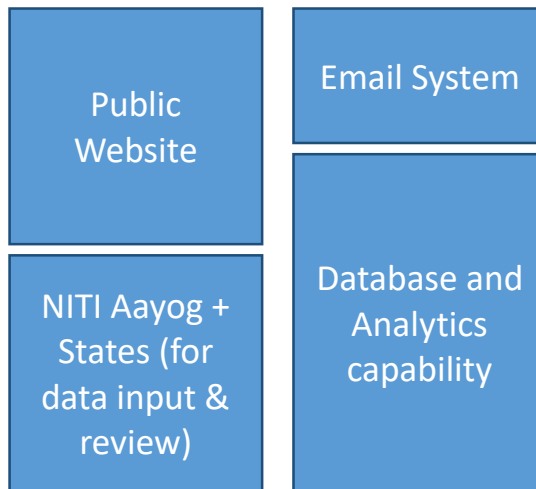 Public
Website
Email System
NITI Aayog +
States (for
data input &
review)
Database and
Analytics
capability